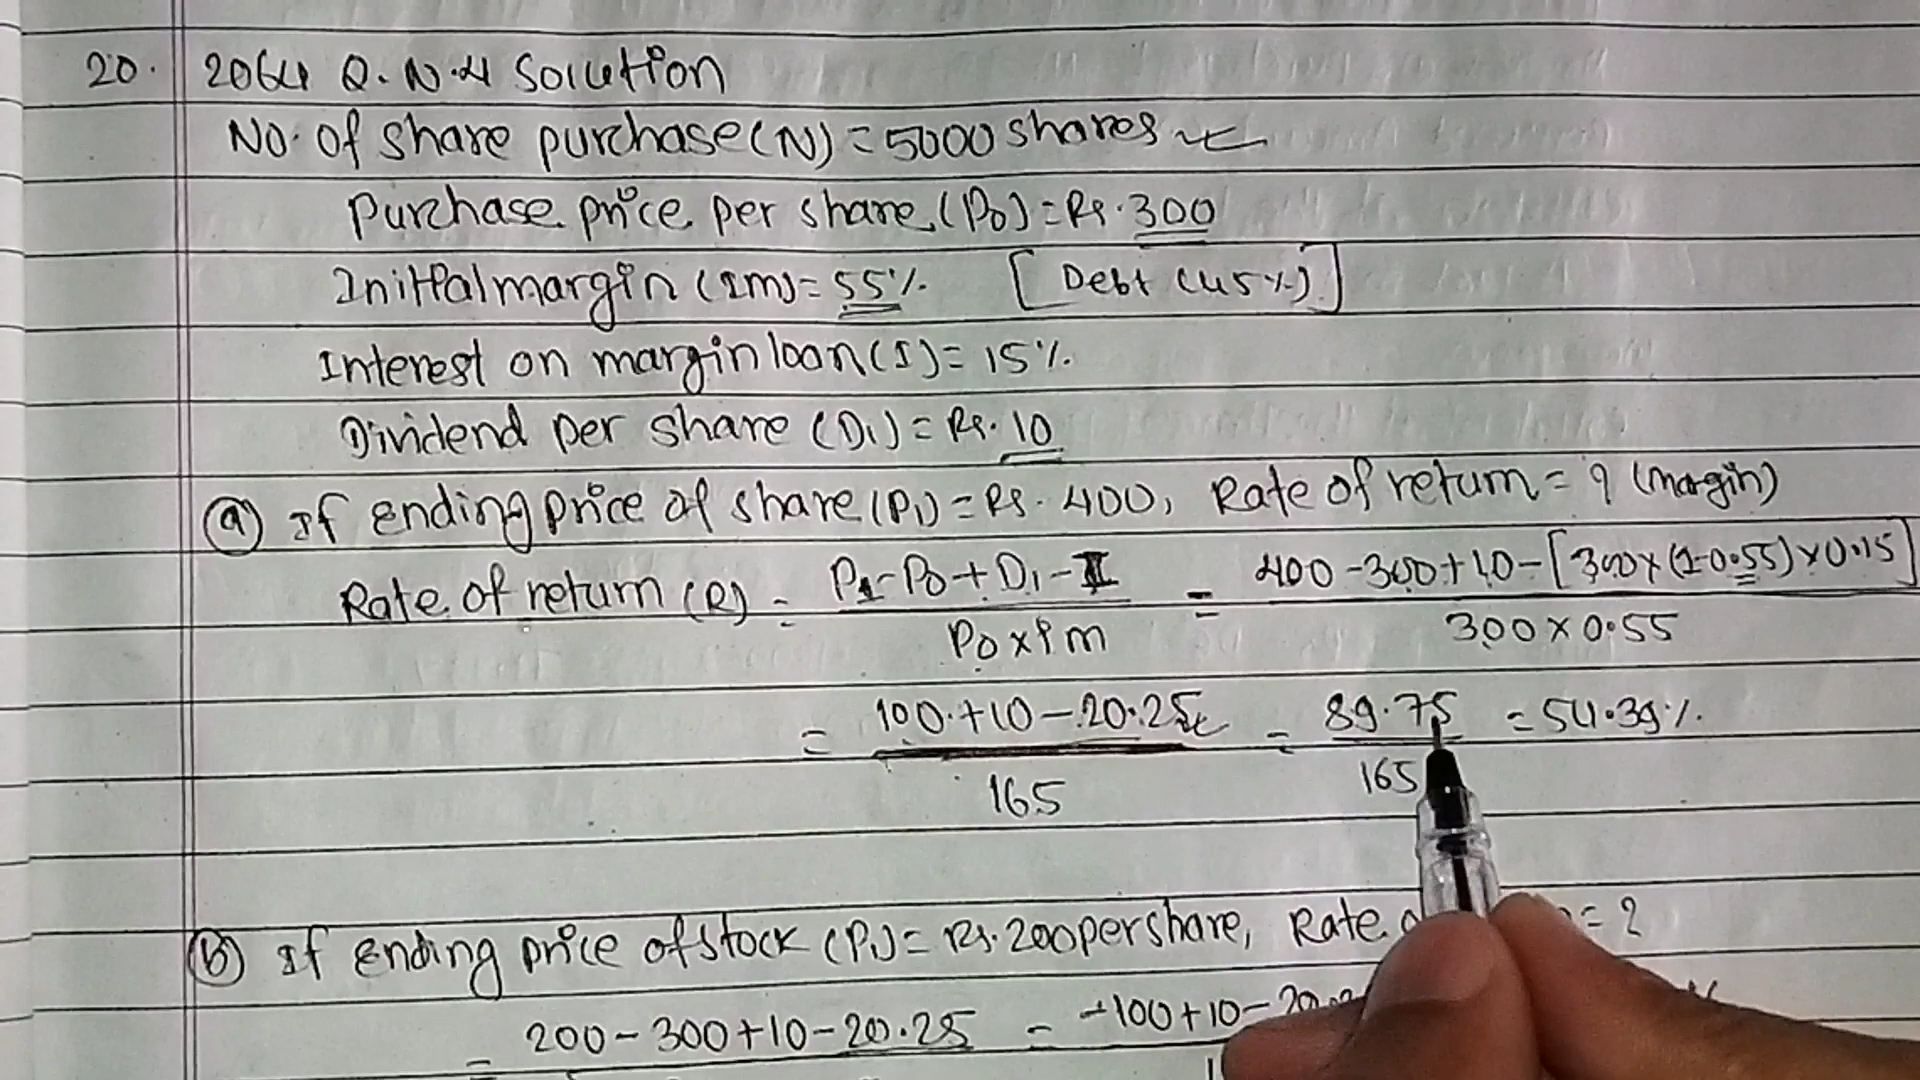 20. 2064 Q.N.4 Solution
No. of share purchase (N) = 5000 shares
Purchase price per share (P0) = Rs. 300
Initial margin (Im) = 55% [Debt (45%)]
Interest on margin loan (I) = 15%
Dividend per share (D1) = Rs. 10
(a) If ending price of share (P1) = Rs. 400, Rate of return = ? (margin)
Rate of return (R) = P1 - P0 + D1 - I / P0 x im = 400 - 300 + 10 - [300 x (1-0.55) x 0.15] / 300 x 0.55
= 100 + 10 - 20.25 / 165 = 89.75 / 165 = 54.39%
(b) If ending price of stock (P1) = Rs. 200 per share, Rate = ?
= 200 - 300 + 10 - 20.25 = -100 + 10 -